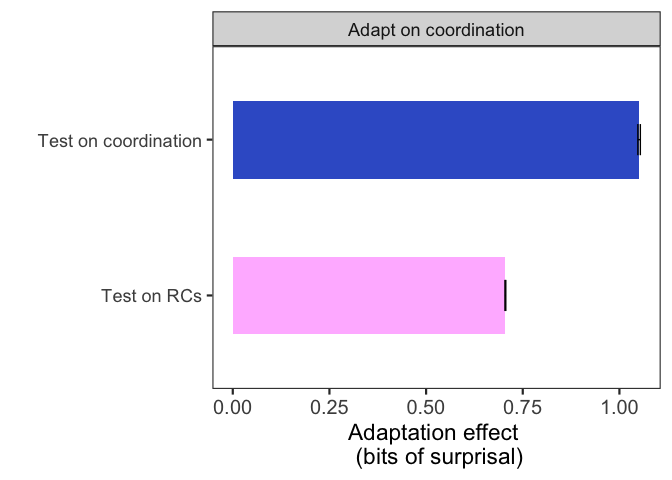 Adapt on coordination
Test on coordination
Test on RCs
0.00 0.25 0.50 0.75 1.00
Adaptation effect
(bits of surprisal)